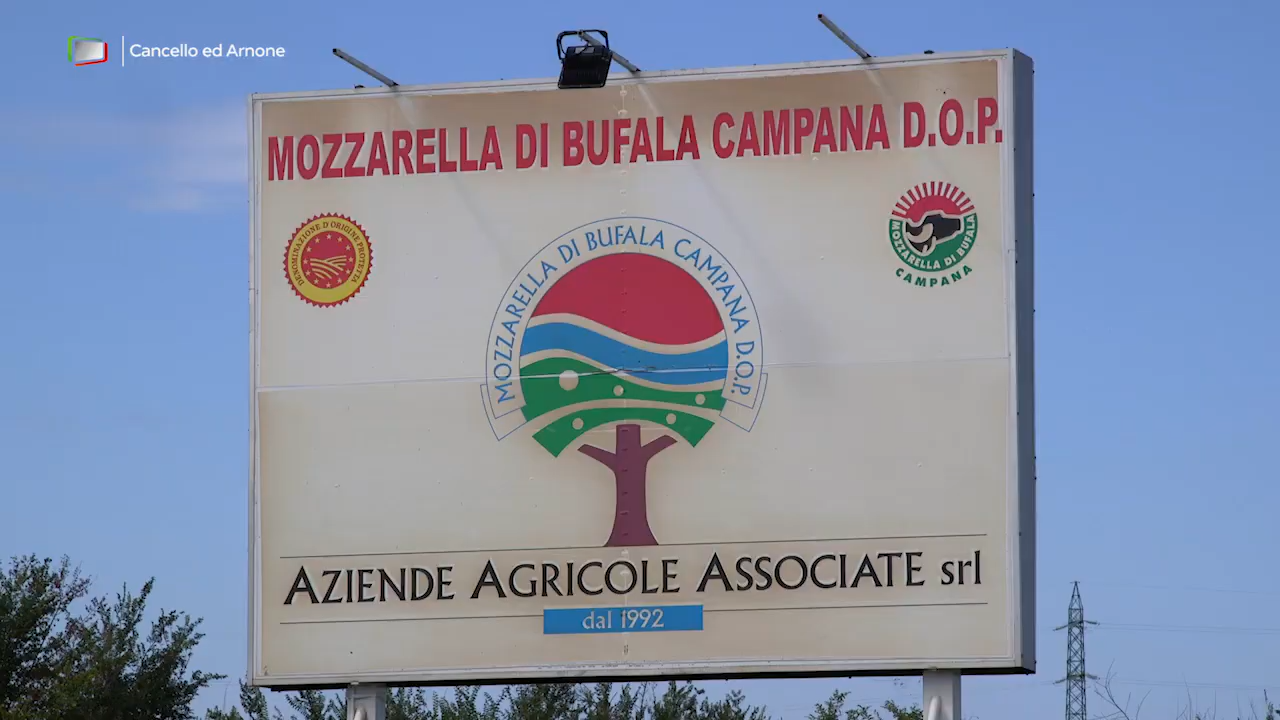 Cancello ed Arnone
MOZZARELLA DI BUFALA CAMPANA D.O.P.
DENOMINAZIONE D'ORIGINE PROTETTA
MOZZARELLA DI BUFALA
CAMPANA
MOZZARELLA DI BUFALA CAMPANA D.O.P.
AZIENDE AGRICOLE ASSOCIATE srl
dal 1992